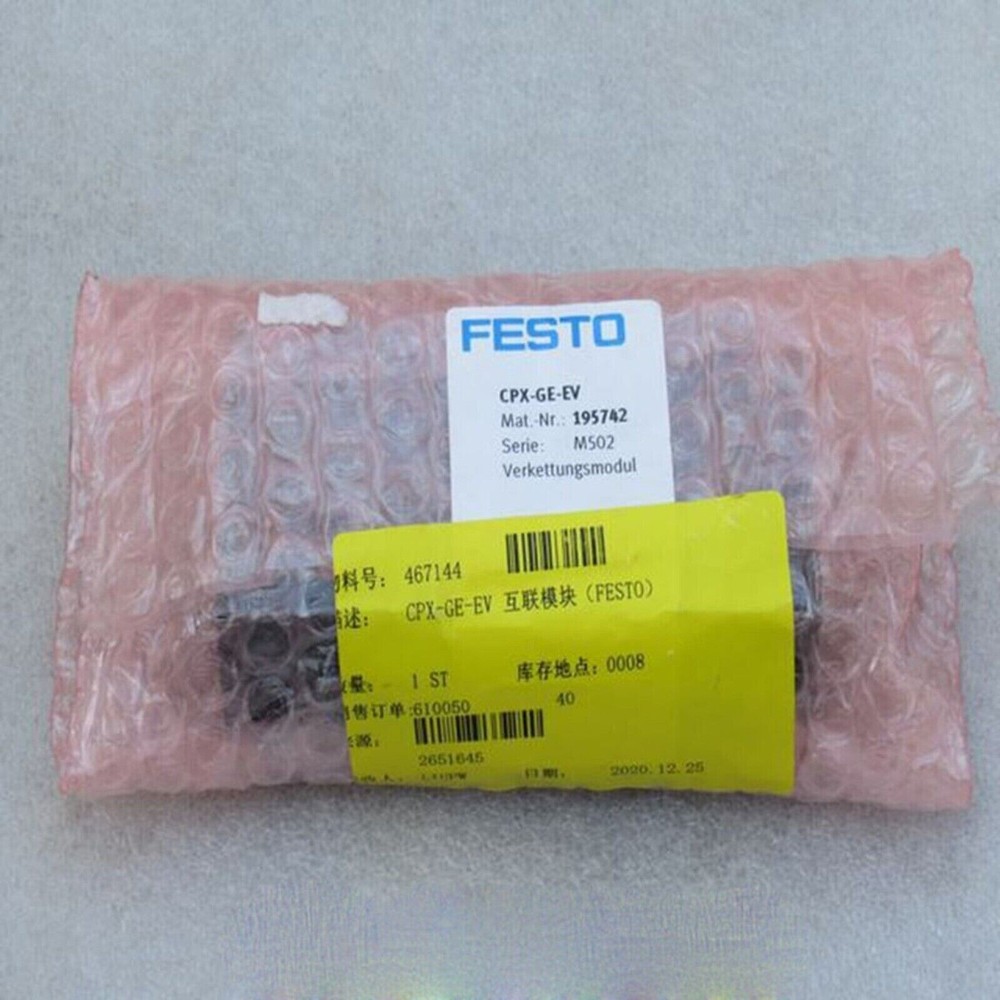 FESTO
CPX-GE-EV
Mat.-Nr.: 195742
Serie: M502
Verkettungsmodul
料号: 467144
述: CPX-GE-EV 互联模块 (FESTO)
量: 1 ST 库存地点: 0008
售订单:610050 40
源:
2651645
日期: 2020.12.25